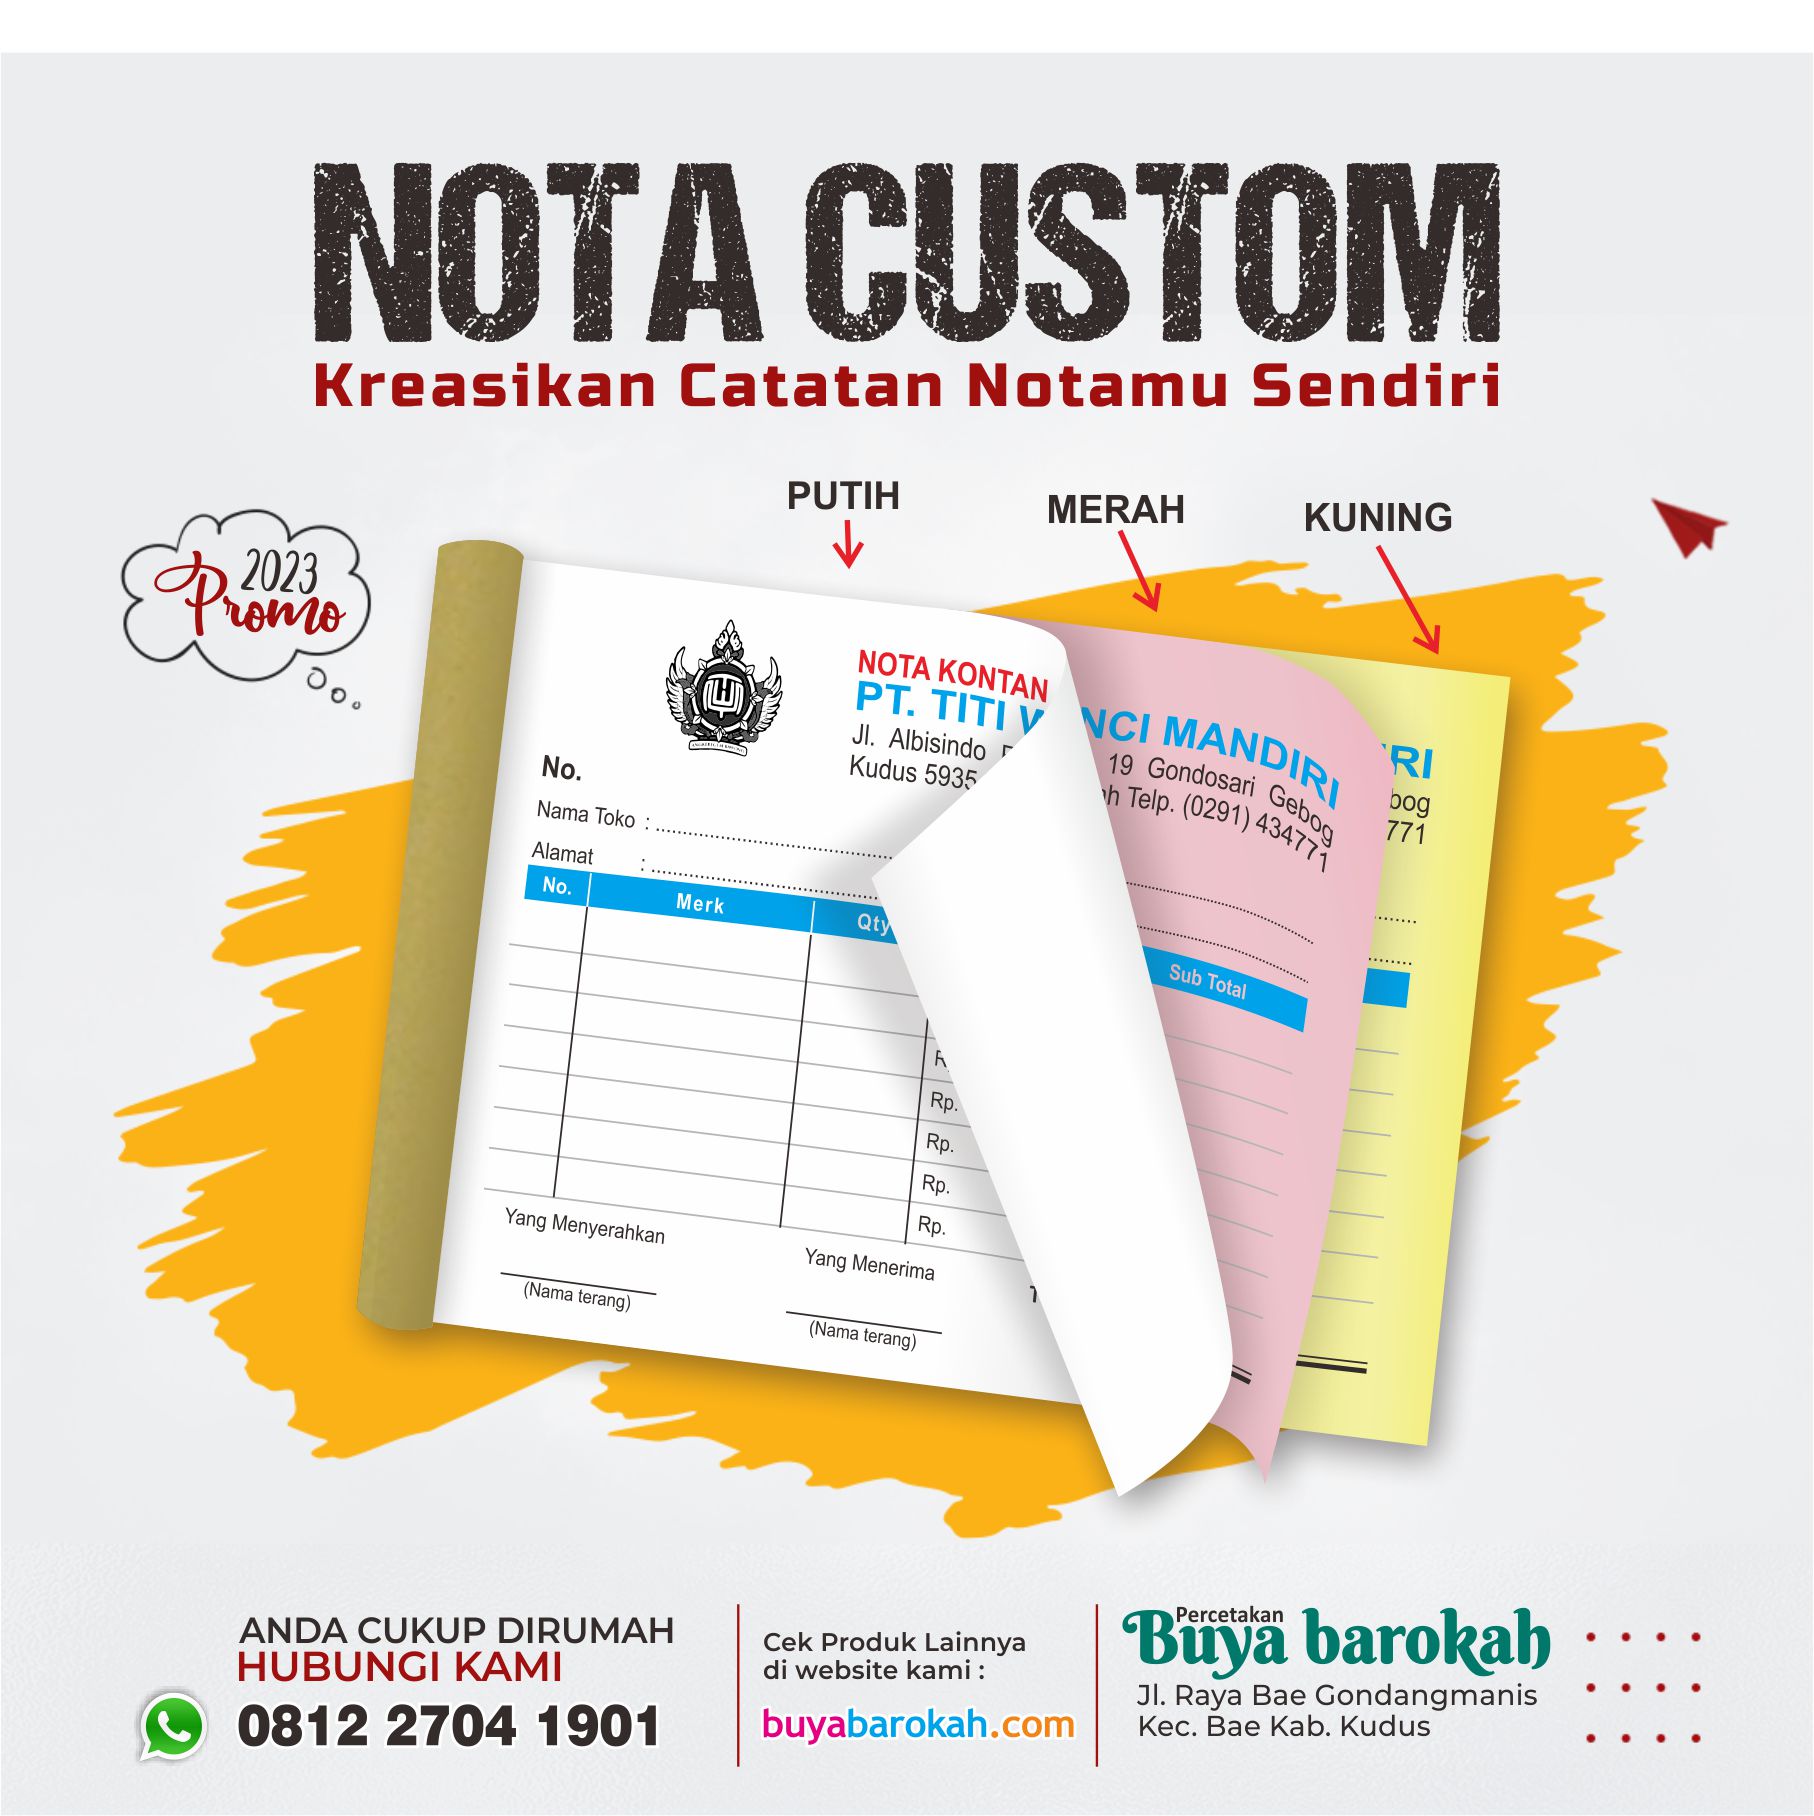 NOTA CUSTOM
Kreasikan Catatan Notamu Sendiri
PUTIH
MERAH
KUNING
2023
Promo
NOTA KONTAN
PT. TITI
NCI MANDIRI
RI
Jl. Albisindo
19 Gondosari Gebog
bog
Kudus 5935
Telp. (0291) 434771
771
No.
Nama Toko :
Alamat :
No. Merk Qty
Sub Total
Rp.
Rp.
Rp.
Rp.
Yang Menyerahkan
Yang Menerima
(Nama terang)
(Nama terang)
ANDA CUKUP DIRUMAH
HUBUNGI KAMI
0812 2704 1901
Cek Produk Lainnya
di website kami :
buyabarokah.com
Percetakan
Buya barokah
Jl. Raya Bae Gondangmanis
Kec. Bae Kab. Kudus